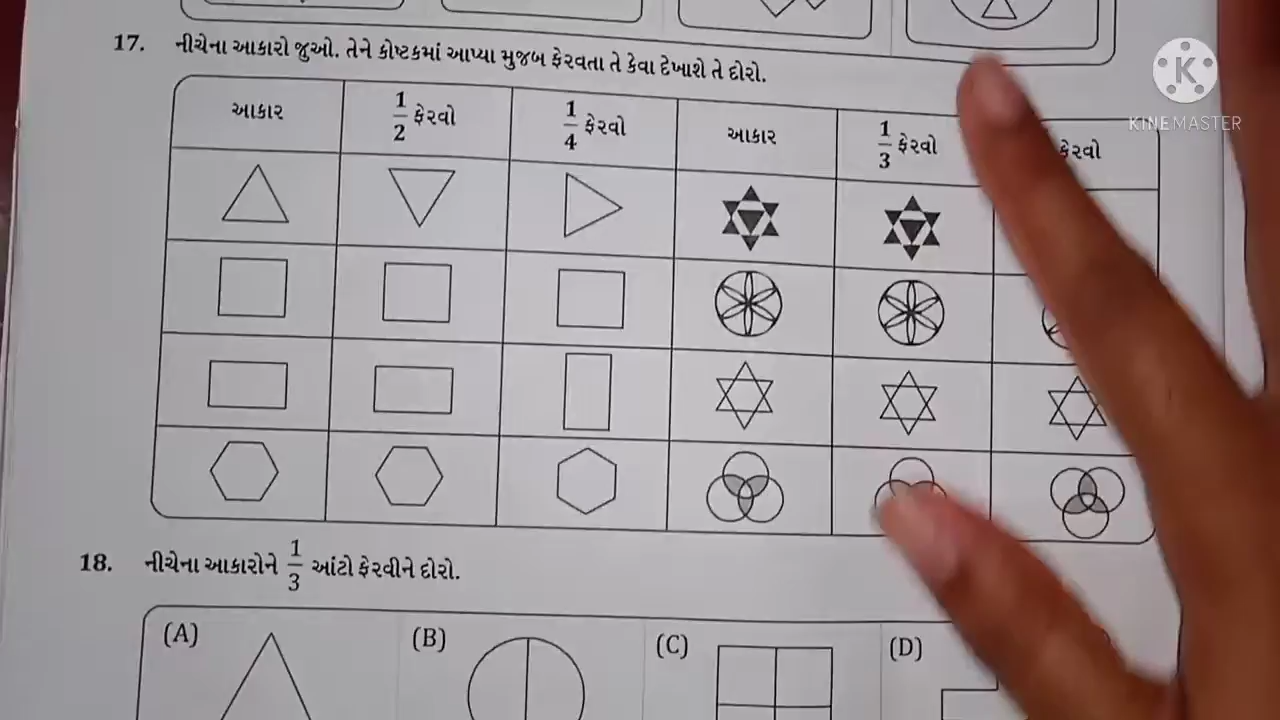 17. નીચેના આકારો જુઓ. તેને કોષ્ટકમાં આપ્યા મુજબ ફેરવતા તે કેવા દેખાશે તે દોરો.
આકાર 1/2 ફેરવો 1/4 ફેરવો આકાર 1/3 ફેરવો ફેરવો
18. નીચેના આકારોને 1/3 આંટો ફેરવીને દોરો.
(A) (B) (C) (D)
K
KINEMASTER